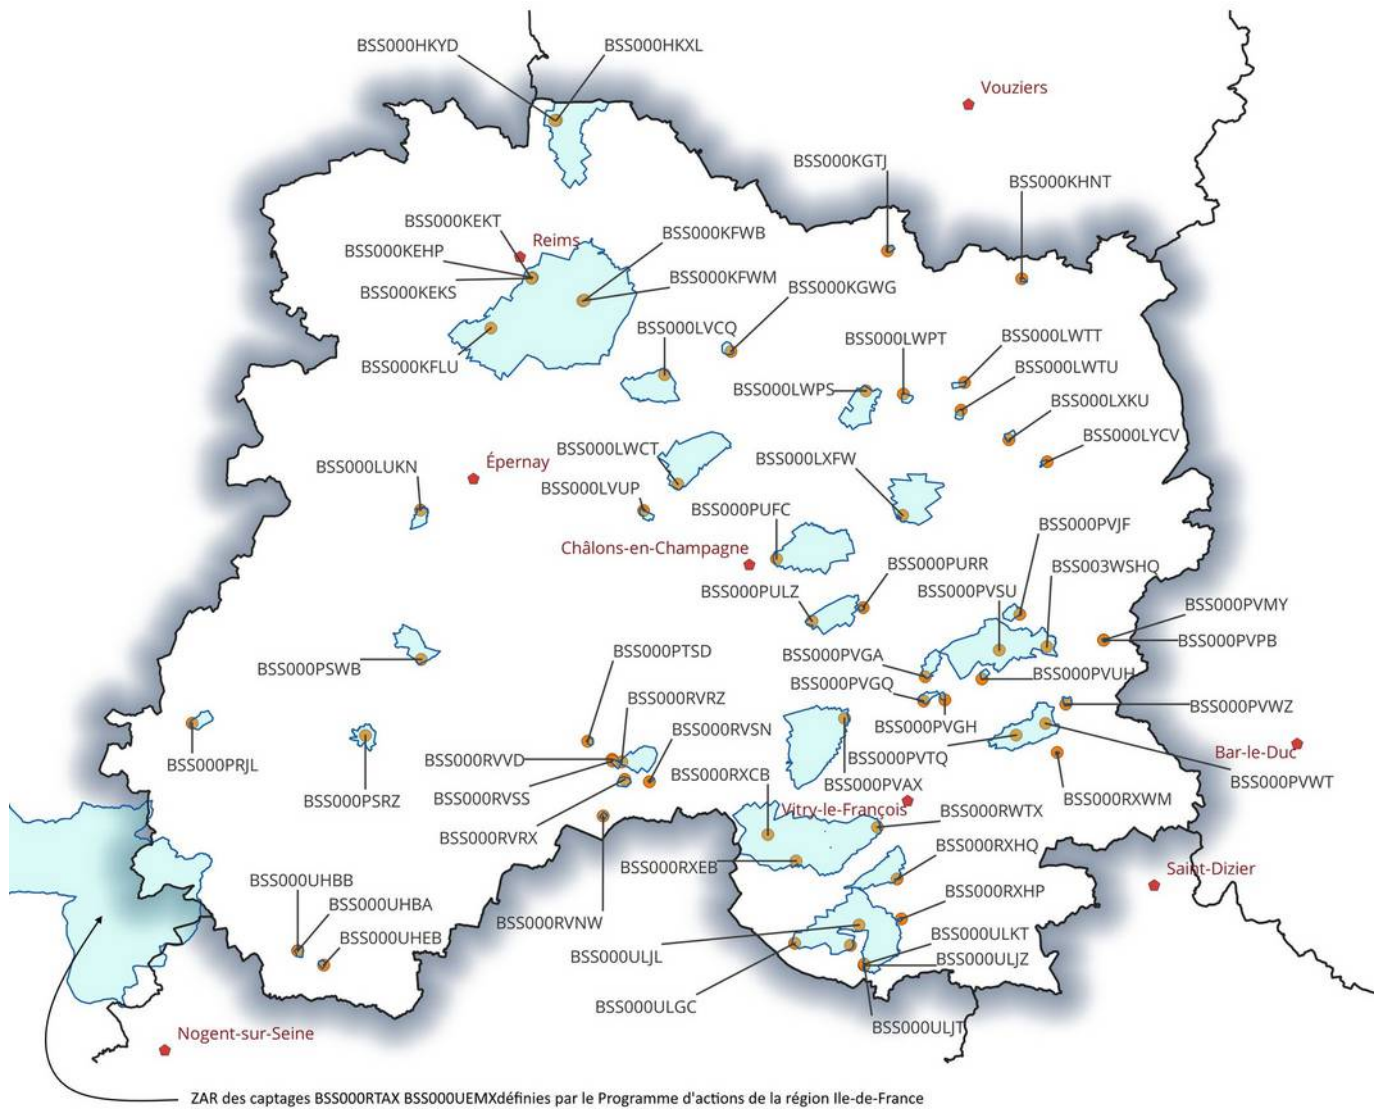 BSS000HKYD
BSS000HKXL
Vouziers
BSS000KGTJ
BSS000KHNT
BSS000KEKT
Reims
BSS000KFWB
BSS000KEHP
BSS000KFWM
BSS000KEKS
BSS000KGWG
BSS000LVCQ
BSS000LWPT
BSS000LWTT
BSS000KFLU
BSS000LWTU
BSS000LWPS
BSS000LXKU
BSS000LYCV
BSS000LWCT
BSS000LXFW
BSS000LUKN
Épernay
BSS000LVUP
BSS000PUFC
BSS000PVJF
Châlons-en-Champagne
BSS000PURR
BSS003WSHQ
BSS000PULZ
BSS000PVSU
BSS000PVMY
BSS000PVPB
BSS000PTSD
BSS000PVGA
BSS000PSWB
BSS000PVUH
BSS000PVGQ
BSS000RVRZ
BSS000PVWZ
BSS000RVSN
BSS000PVGH
BSS000PRJL
BSS000RVVD
BSS000PVTQ
Bar-le-Duc
BSS000RXCB
BSS000PVAX
BSS000PVWT
BSS000PSRZ
BSS000RVSS
BSS000RXWM
Vitry-le-François
BSS000RWTX
BSS000RVRX
BSS000RXHQ
BSS000RXEB
Saint-Dizier
BSS000UHBB
BSS000RXHP
BSS000UHBA
BSS000RVNW
BSS000ULKT
BSS000UHEB
BSS000ULJL
BSS000ULJZ
BSS000ULGC
BSS000ULJT
Nogent-sur-Seine
ZAR des captages BSS000RTAX BSS000UEMXdéfinies par le Programme d'actions de la région Ile-de-France